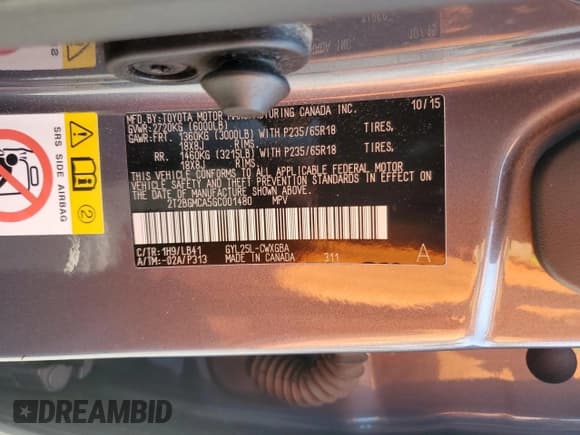 MFD. BY: TOYOTA MOTOR MANUFACTURING CANADA INC. 10/15
GVWR: 2720KG (6000LB)
GAWR: FRT. 1360KG (3000LB) WITH P235/65R18 TIRES,
18X8J RIMS
RR. 1460KG (3215LB) WITH P235/65R18 TIRES,
18X8J RIMS
THIS VEHICLE CONFORMS TO ALL APPLICABLE FEDERAL MOTOR
VEHICLE SAFETY AND THEFT PREVENTION STANDARDS IN EFFECT
ON THE DATE OF MANUFACTURE SHOWN ABOVE.
2T2BGMCA5GC001480 MPV
C/TR: 1H9/LB41 GYL25L-CWXGBA A
A/TM:-02A/P313 MADE IN CANADA 311
SRS SIDE AIRBAG
2
DREAMBID